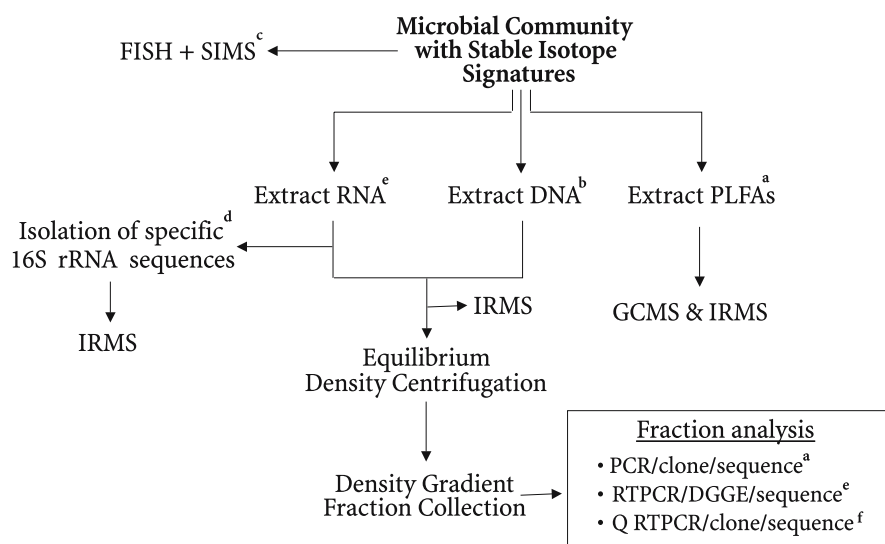 Microbial Community
with Stable Isotope
Signatures
FISH + SIMS^c
Extract RNA^e
Extract DNA^b
Extract PLFAs^a
Isolation of specific^d
16S rRNA sequences
IRMS
IRMS
GCMS & IRMS
Equilibrium
Density Centrifugation
Density Gradient
Fraction Collection
Fraction analysis
• PCR/clone/sequence^a
• RTPCR/DGGE/sequence^e
• Q RTPCR/clone/sequence^f